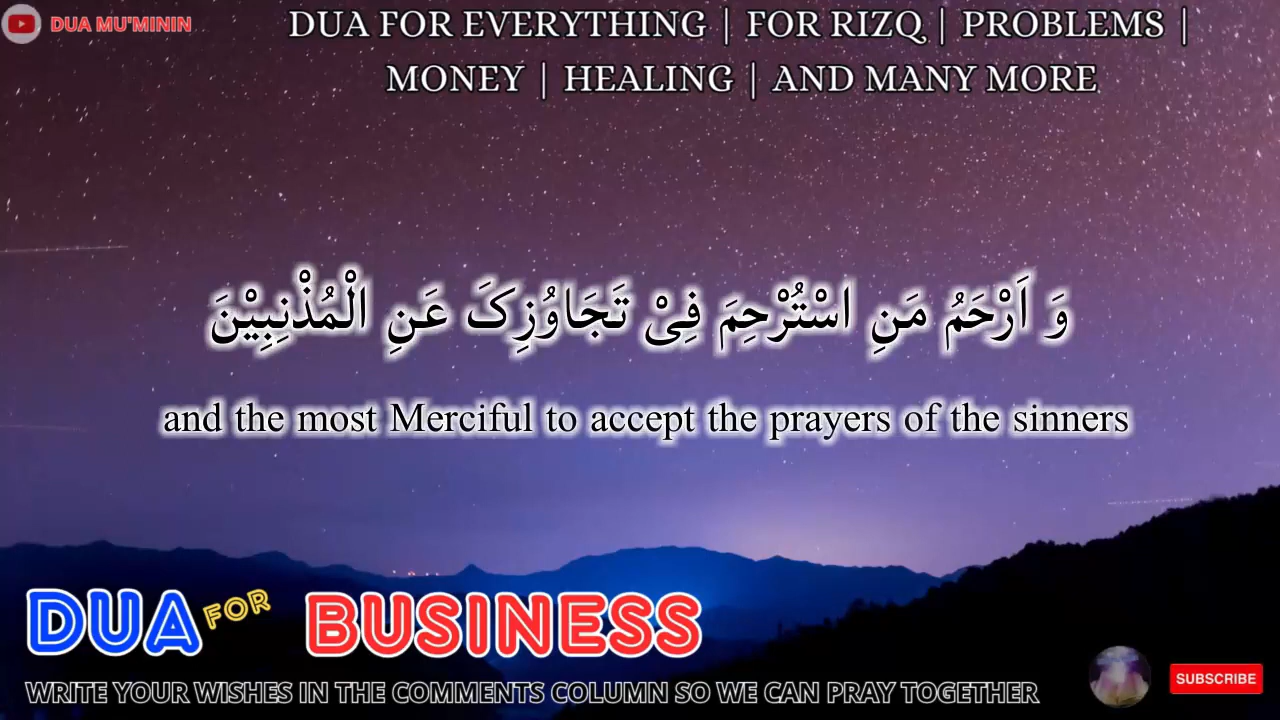 DUA MU'MININ
DUA FOR EVERYTHING | FOR RIZQ | PROBLEMS |
MONEY | HEALING | AND MANY MORE
وَ اَرْحَمُ مَنِ اسْتُرْحِمَ فِیْ تَجَاوُزِکَ عَنِ الْمُذْنِبِيْنَ
and the most Merciful to accept the prayers of the sinners
DUA FOR BUSINESS
WRITE YOUR WISHES IN THE COMMENTS COLUMN SO WE CAN PRAY TOGETHER
SUBSCRIBE